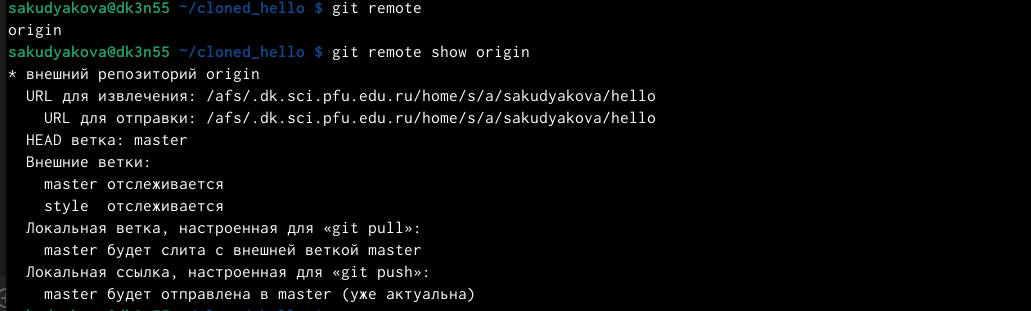 sakudyakova@dk3n55 ~/cloned_hello $ git remote
origin
sakudyakova@dk3n55 ~/cloned_hello $ git remote show origin
* внешний репозиторий origin
  URL для извлечения: /afs/.dk.sci.pfu.edu.ru/home/s/a/sakudyakova/hello
    URL для отправки: /afs/.dk.sci.pfu.edu.ru/home/s/a/sakudyakova/hello
  HEAD ветка: master
  Внешние ветки:
    master отслеживается
    style  отслеживается
  Локальная ветка, настроенная для «git pull»:
    master будет слита с внешней веткой master
  Локальная ссылка, настроенная для «git push»:
    master будет отправлена в master (уже актуальна)